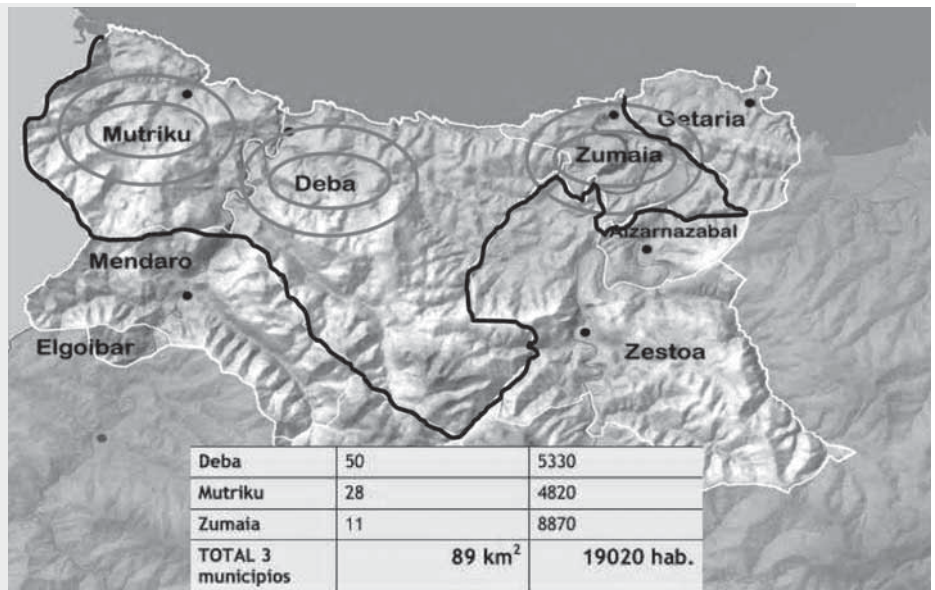 Mutriku
Getaria
Zumaia
Deba
Aizarnazabal
Mendaro
Elgoibar
Zestoa
Deba 50 5330
Mutriku 28 4820
Zumaia 11 8870
TOTAL 3 89 km² 19020 hab.
municipios